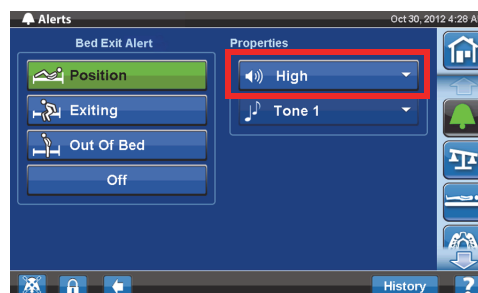 Alerts
Oct 30, 2012 4:28 A
Bed Exit Alert
Position
Exiting
Out Of Bed
Off
Properties
High
Tone 1
History
?